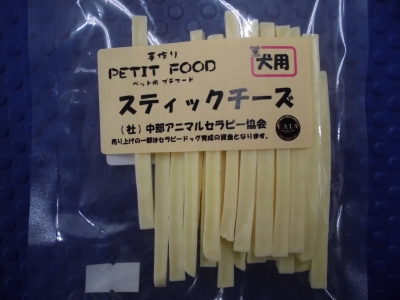 手作り
PETIT FOOD
ペット用 プチフード
犬用
スティックチーズ
(社)中部アニマルセラピー協会
売り上げの一部はセラピードッグ育成の資金となります。
CATA